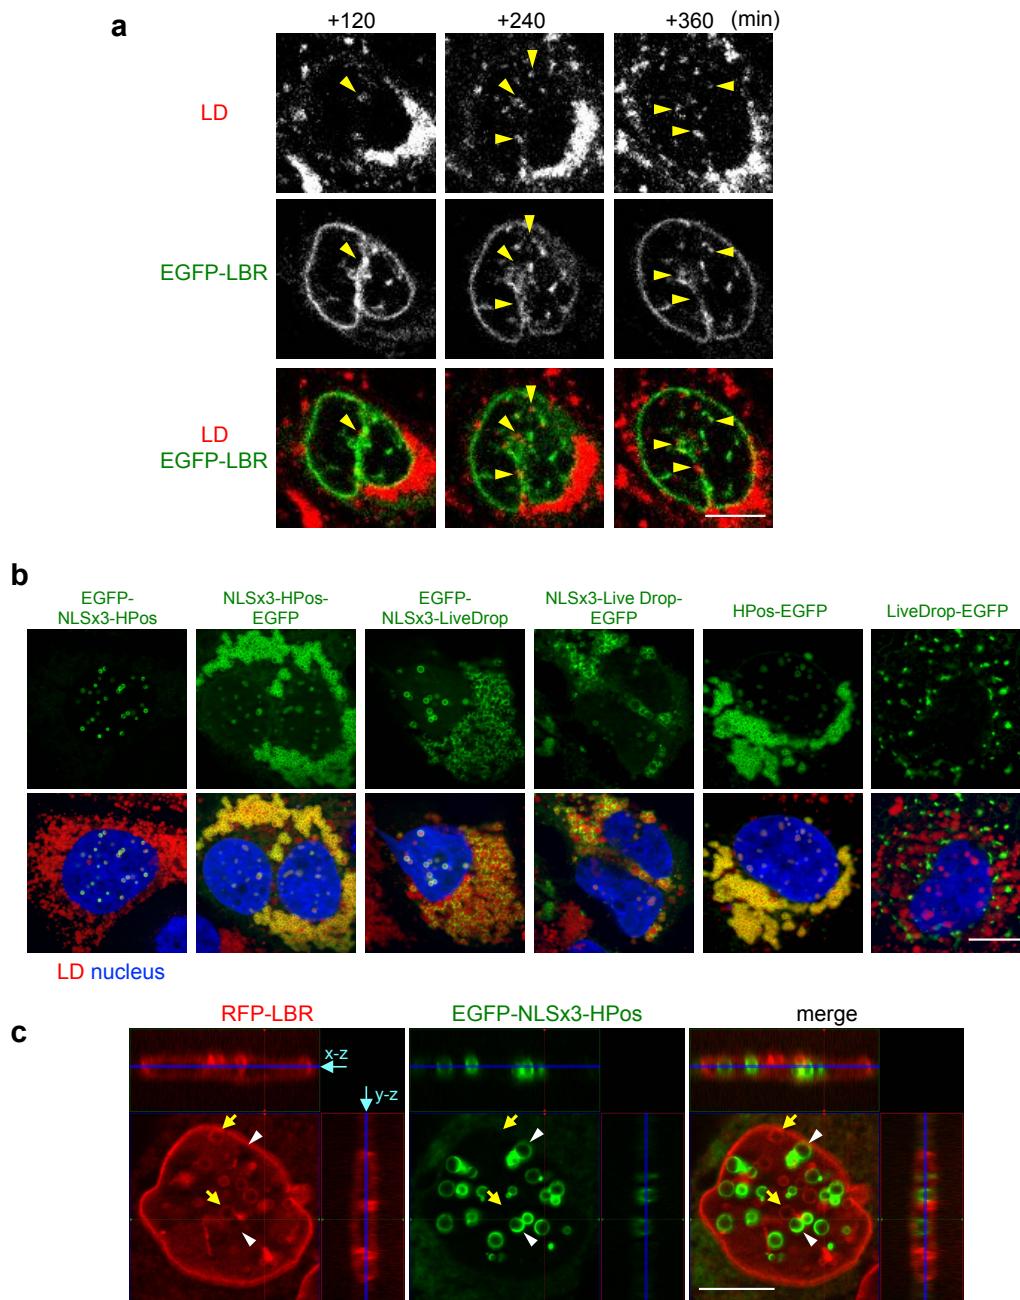 a
+120 +240 +360 (min)
LD
EGFP-LBR
LD
EGFP-LBR
b
EGFP-
NLSx3-HPos
NLSx3-HPos-
EGFP
EGFP-
NLSx3-LiveDrop
NLSx3-Live Drop-
EGFP
HPos-EGFP
LiveDrop-EGFP
LD nucleus
c
RFP-LBR EGFP-NLSx3-HPos merge
x-z
y-z